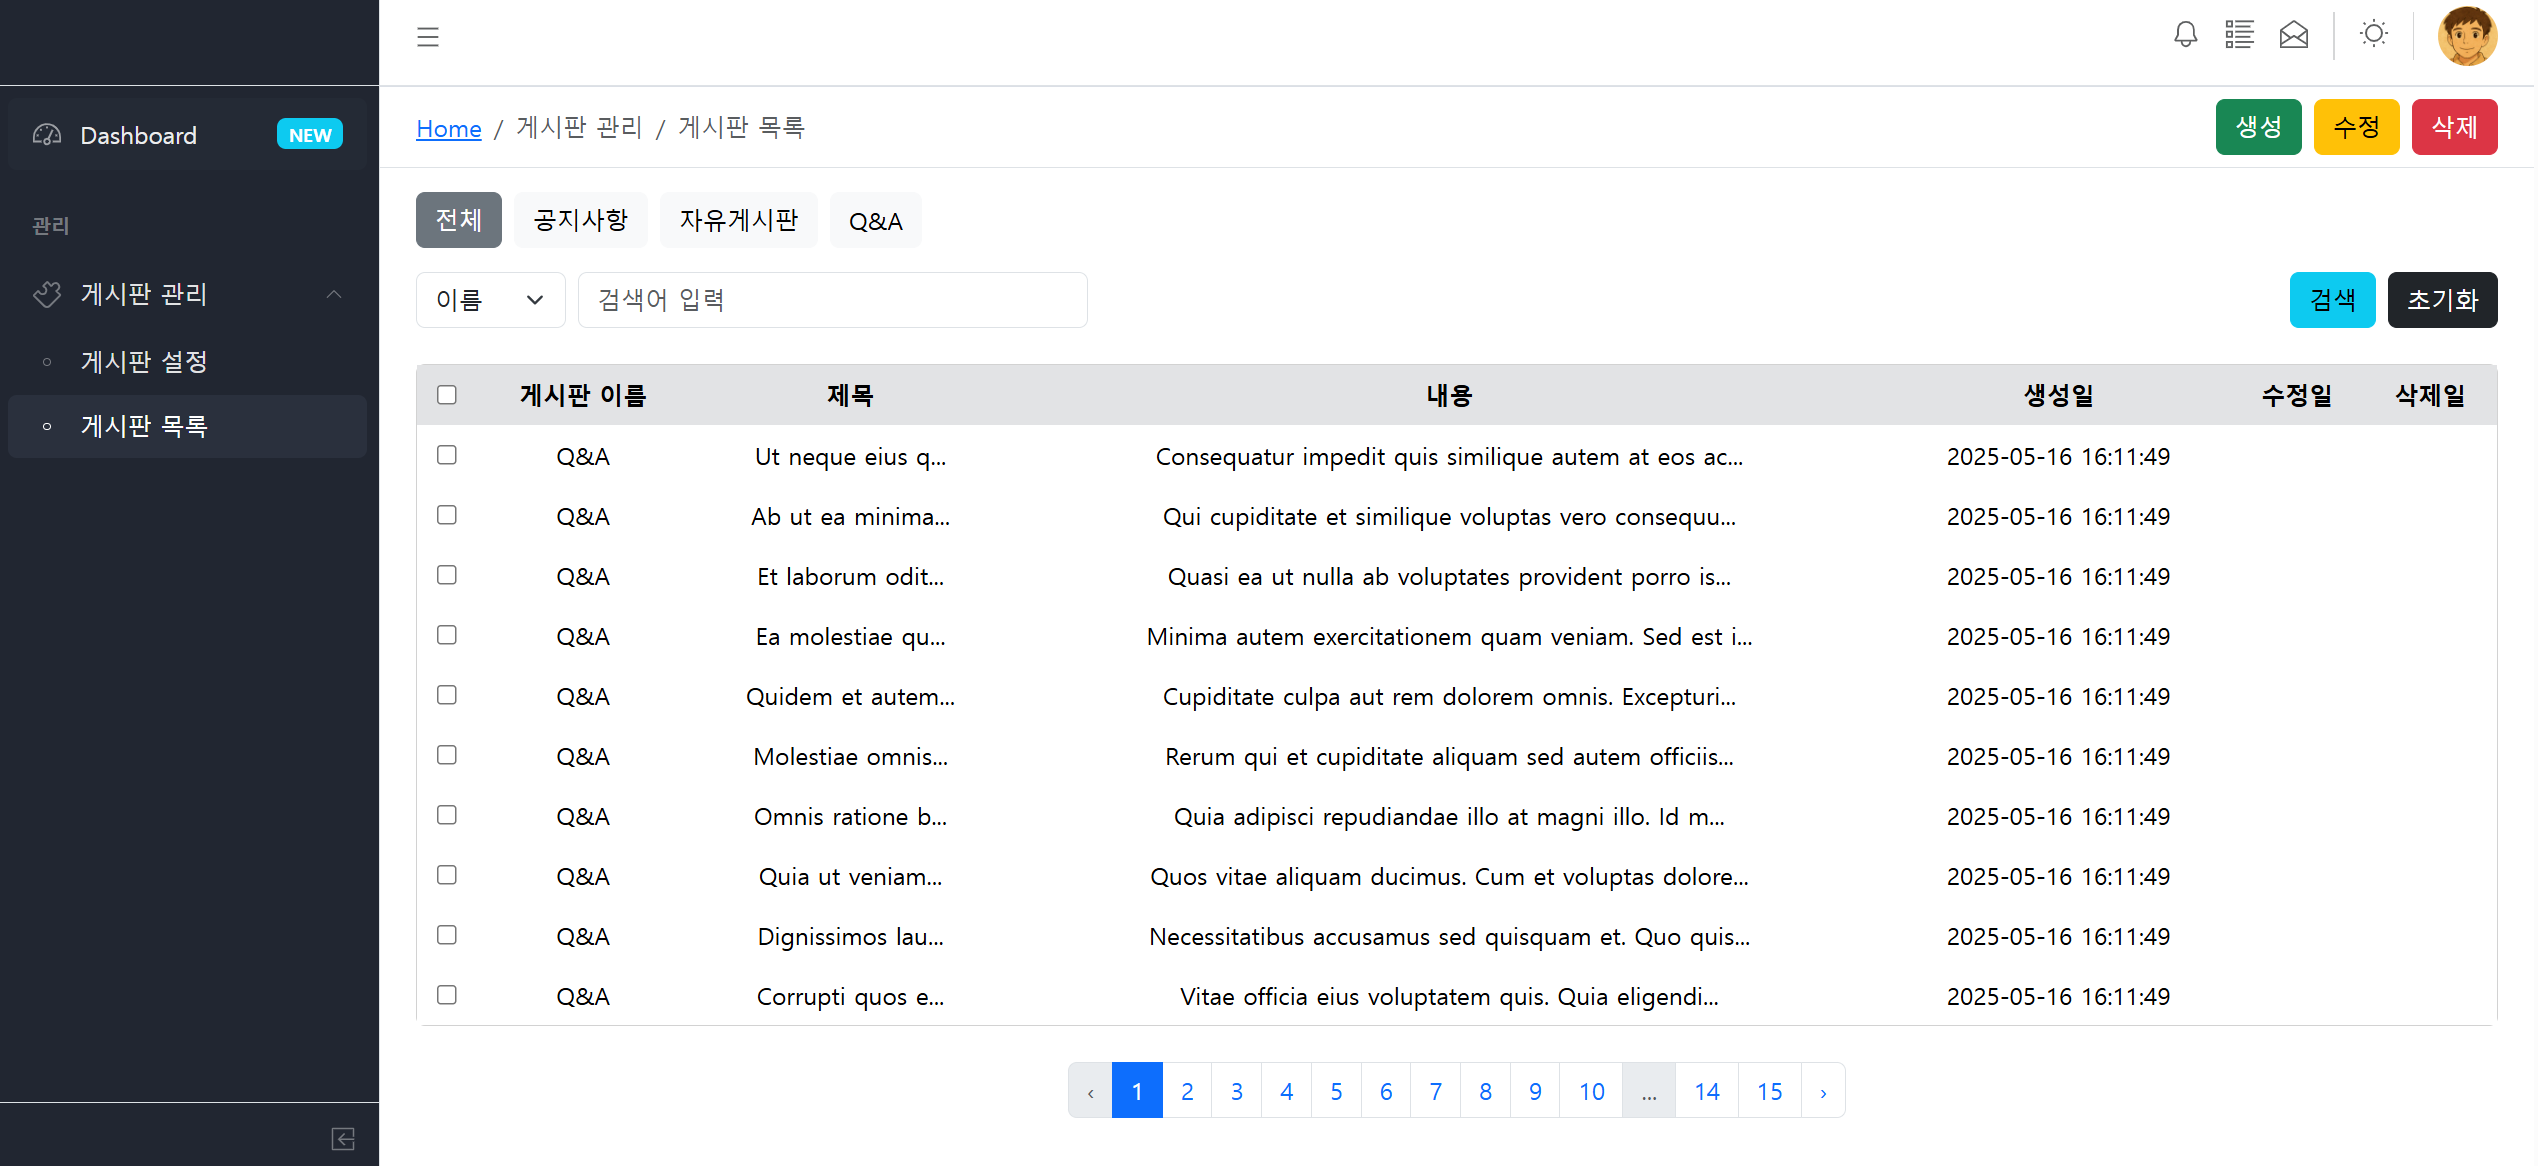 Dashboard NEW
관리
게시판 관리
게시판 설정
게시판 목록
Home / 게시판 관리 / 게시판 목록
생성 수정 삭제
전체 공지사항 자유게시판 Q&A
이름 검색어 입력 검색 초기화
게시판 이름 제목 내용 생성일 수정일 삭제일
Q&A Ut neque eius q... Consequatur impedit quis similique autem at eos ac... 2025-05-16 16:11:49
Q&A Ab ut ea minima... Qui cupiditate et similique voluptas vero consequu... 2025-05-16 16:11:49
Q&A Et laborum odit... Quasi ea ut nulla ab voluptates provident porro is... 2025-05-16 16:11:49
Q&A Ea molestiae qu... Minima autem exercitationem quam veniam. Sed est i... 2025-05-16 16:11:49
Q&A Quidem et autem... Cupiditate culpa aut rem dolorem omnis. Excepturi... 2025-05-16 16:11:49
Q&A Molestiae omnis... Rerum qui et cupiditate aliquam sed autem officiis... 2025-05-16 16:11:49
Q&A Omnis ratione b... Quia adipisci repudiandae illo at magni illo. Id m... 2025-05-16 16:11:49
Q&A Quia ut veniam... Quos vitae aliquam ducimus. Cum et voluptas dolore... 2025-05-16 16:11:49
Q&A Dignissimos lau... Necessitatibus accusamus sed quisquam et. Quo quis... 2025-05-16 16:11:49
Q&A Corrupti quos e... Vitae officia eius voluptatem quis. Quia eligendi... 2025-05-16 16:11:49
‹ 1 2 3 4 5 6 7 8 9 10 ... 14 15 ›